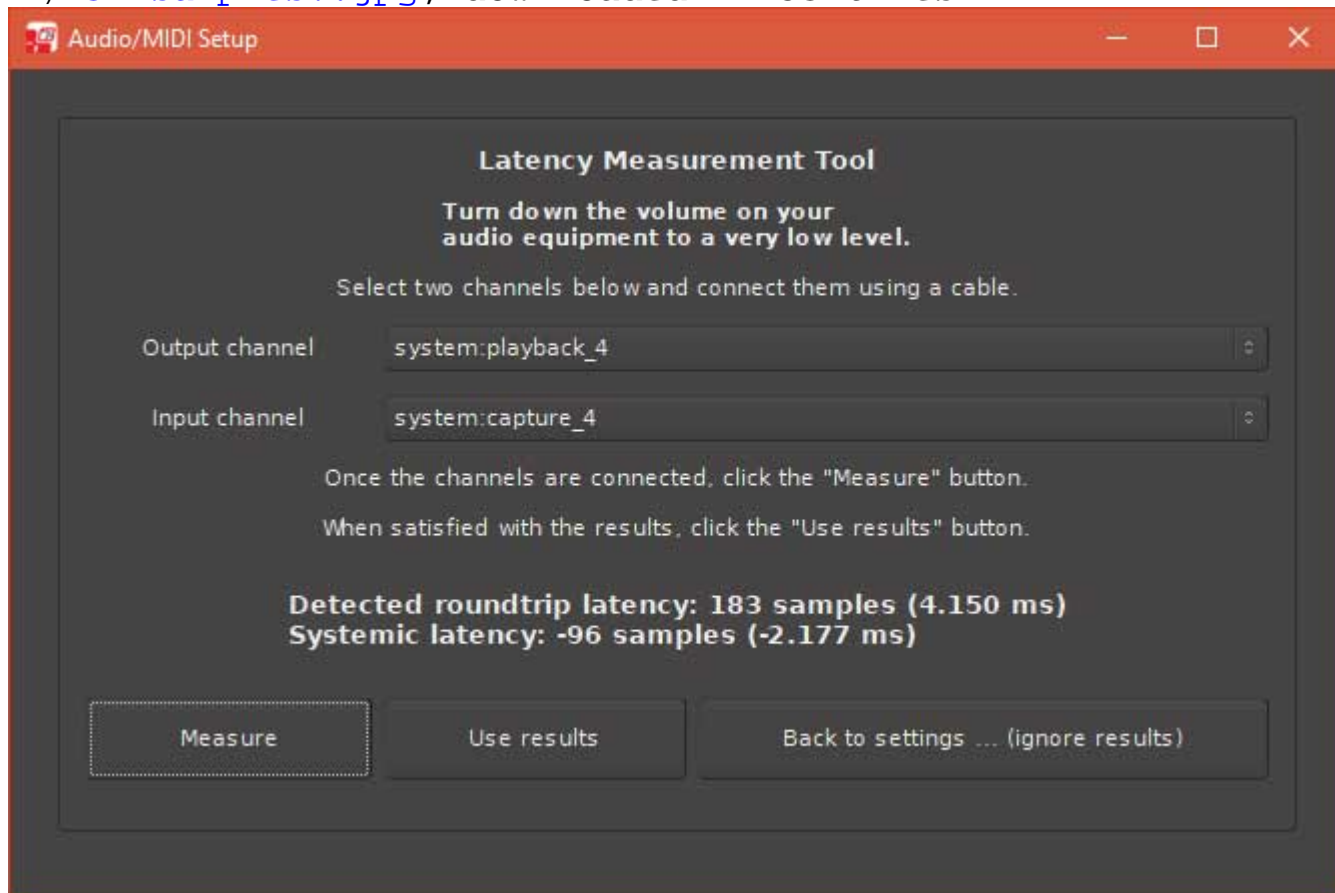 Audio/MIDI Setup
Latency Measurement Tool
Turn down the volume on your
audio equipment to a very low level.
Select two channels below and connect them using a cable.
Output channel system:playback_4
Input channel system:capture_4
Once the channels are connected, click the "Measure" button.
When satisfied with the results, click the "Use results" button.
Detected roundtrip latency: 183 samples (4.150 ms)
Systemic latency: -96 samples (-2.177 ms)
Measure Use results Back to settings ... (ignore results)